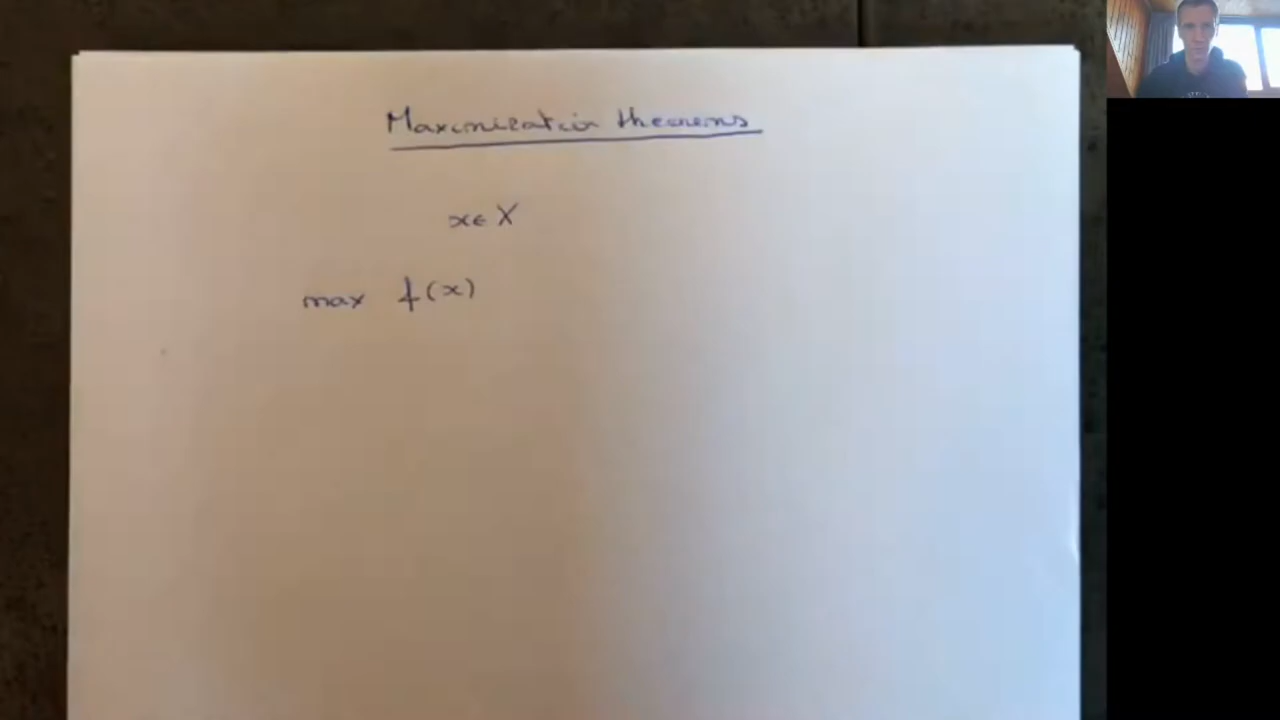 Maximization theorems
x ∈ X
max f(x)